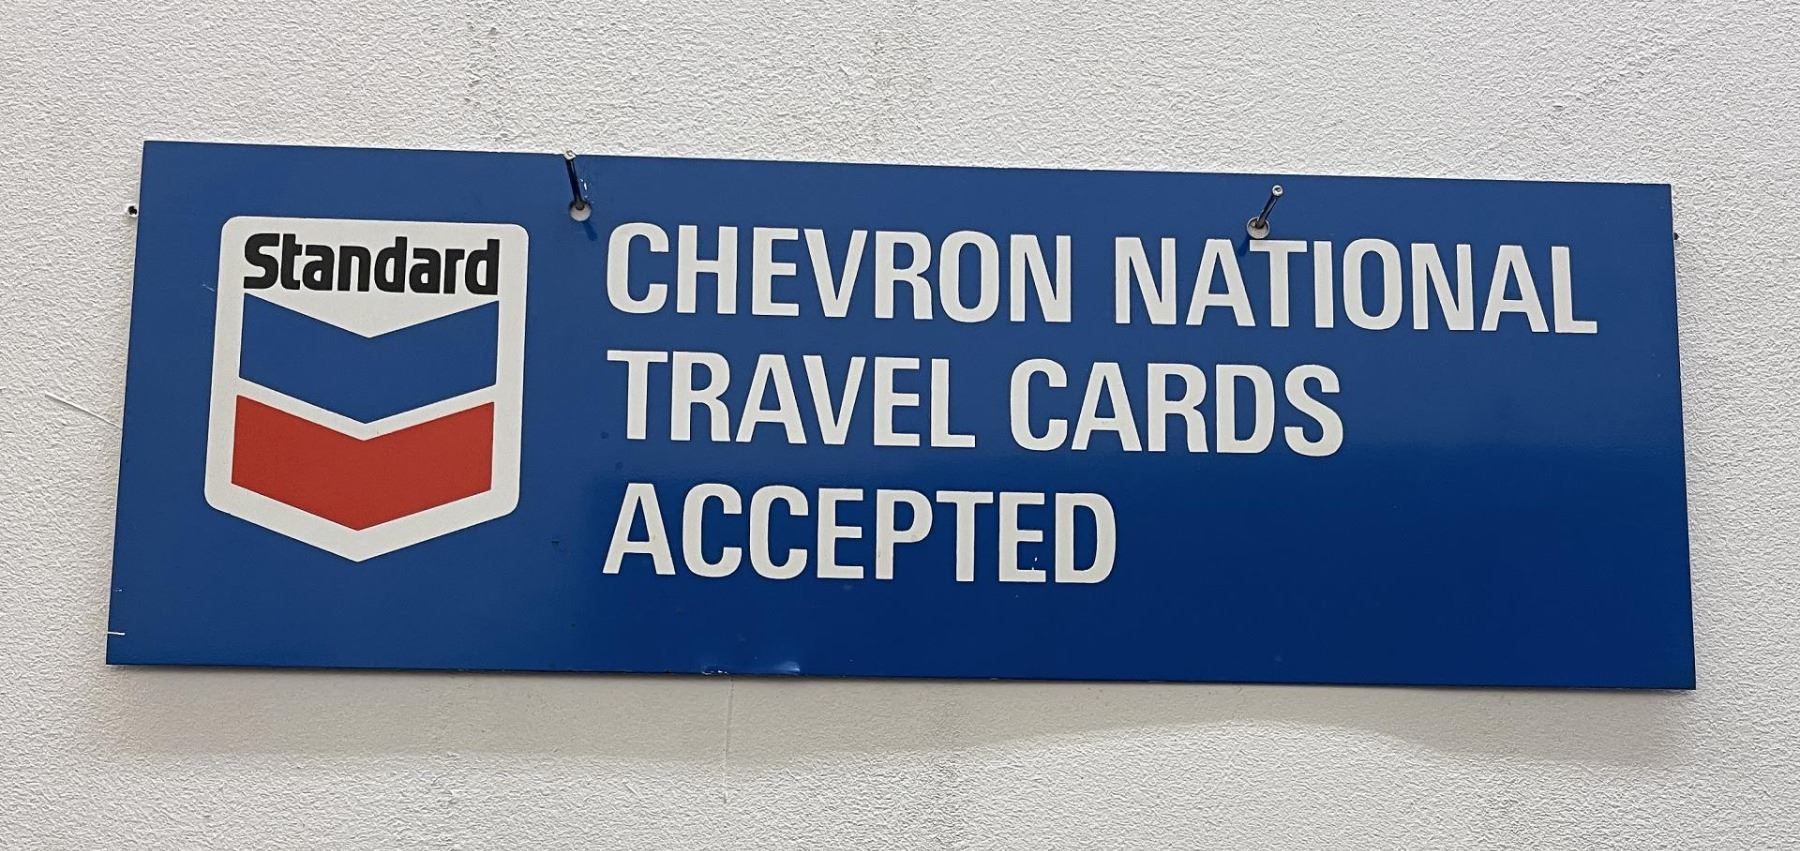 Standard
CHEVRON NATIONAL
TRAVEL CARDS
ACCEPTED